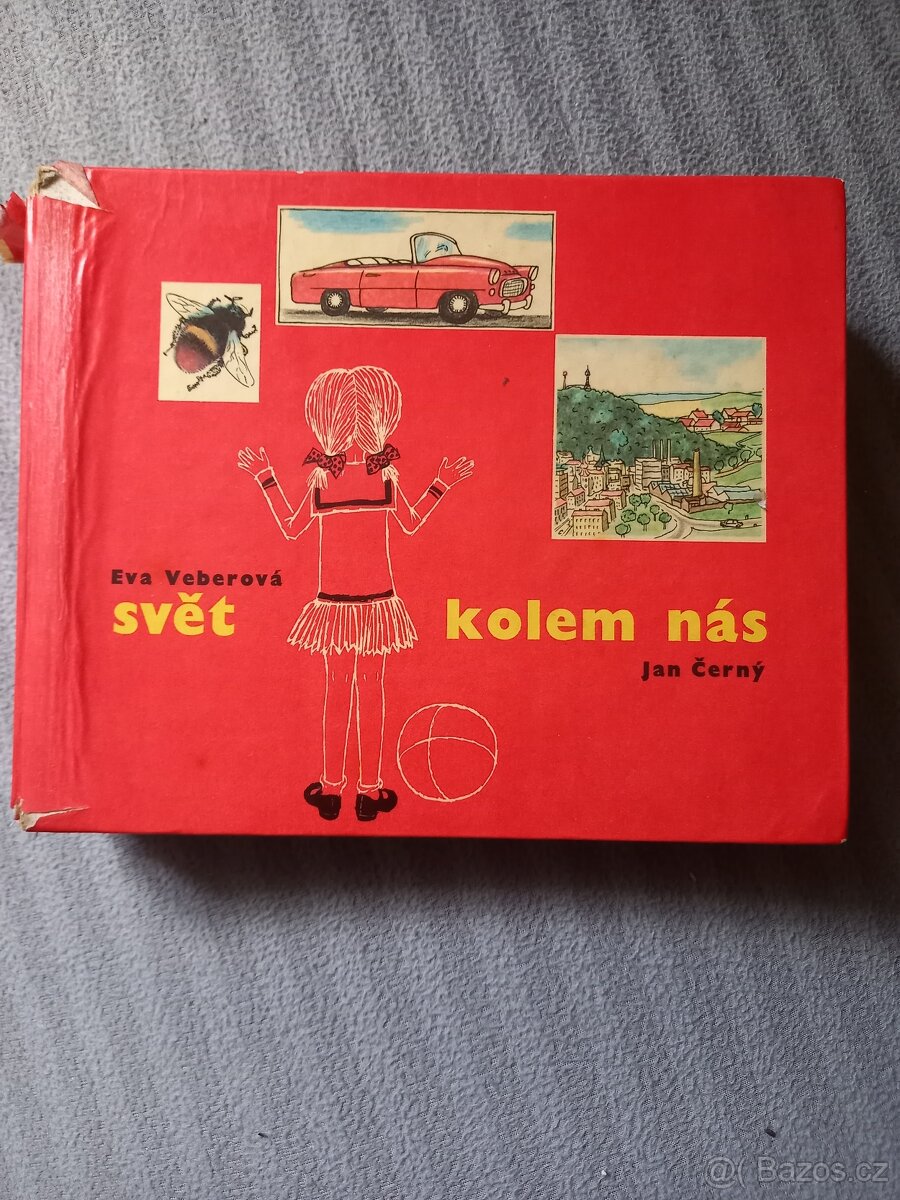 Eva Veberová
svět kolem nás
Jan Černý
@ Bazos.cz